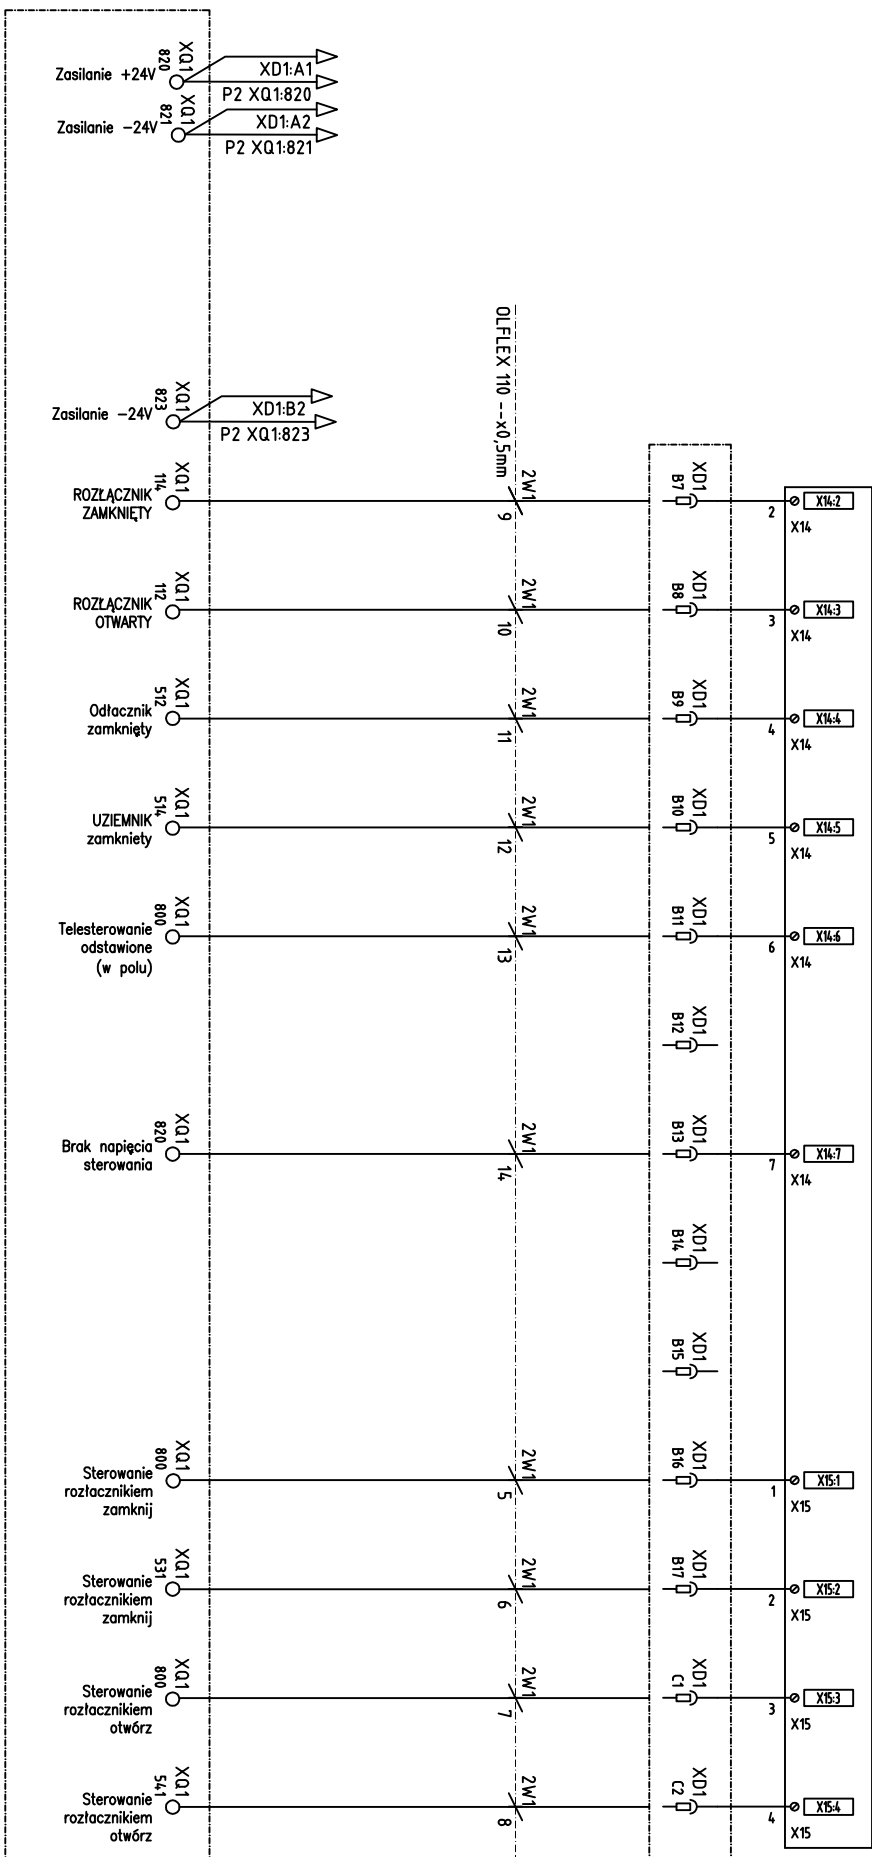 Zasilanie +24V
XQ1
820
XD1:A1
P2 XQ1:820
Zasilanie -24V
XQ1
821
XD1:A2
P2 XQ1:821
OLFLEX 110 --x0,5mm
Zasilanie -24V
XQ1
823
XD1:B2
P2 XQ1:823
ROZŁĄCZNIK
ZAMKNIĘTY
XQ1
114
2W1
9
XD1
B7
2
X14:2
X14
ROZŁĄCZNIK
OTWARTY
XQ1
112
2W1
10
XD1
B8
3
X14:3
X14
Odłacznik
zamknięty
XQ1
512
2W1
11
XD1
B9
4
X14:4
X14
UZIEMNIK
zamkniety
XQ1
514
2W1
12
XD1
B10
5
X14:5
X14
Telesterowanie
odstawione
(w polu)
XQ1
800
2W1
13
XD1
B11
6
X14:6
X14
XD1
B12
Brak napięcia
sterowania
XQ1
820
2W1
14
XD1
B13
7
X14:7
X14
XD1
B14
XD1
B15
Sterowanie
rozłacznikiem
zamknij
XQ1
800
2W1
5
XD1
B16
1
X15:1
X15
Sterowanie
rozłacznikiem
zamknij
XQ1
531
2W1
6
XD1
B17
2
X15:2
X15
Sterowanie
rozłacznikiem
otwórz
XQ1
800
2W1
7
XD1
C1
3
X15:3
X15
Sterowanie
rozłacznikiem
otwórz
XQ1
541
2W1
8
XD1
C2
4
X15:4
X15